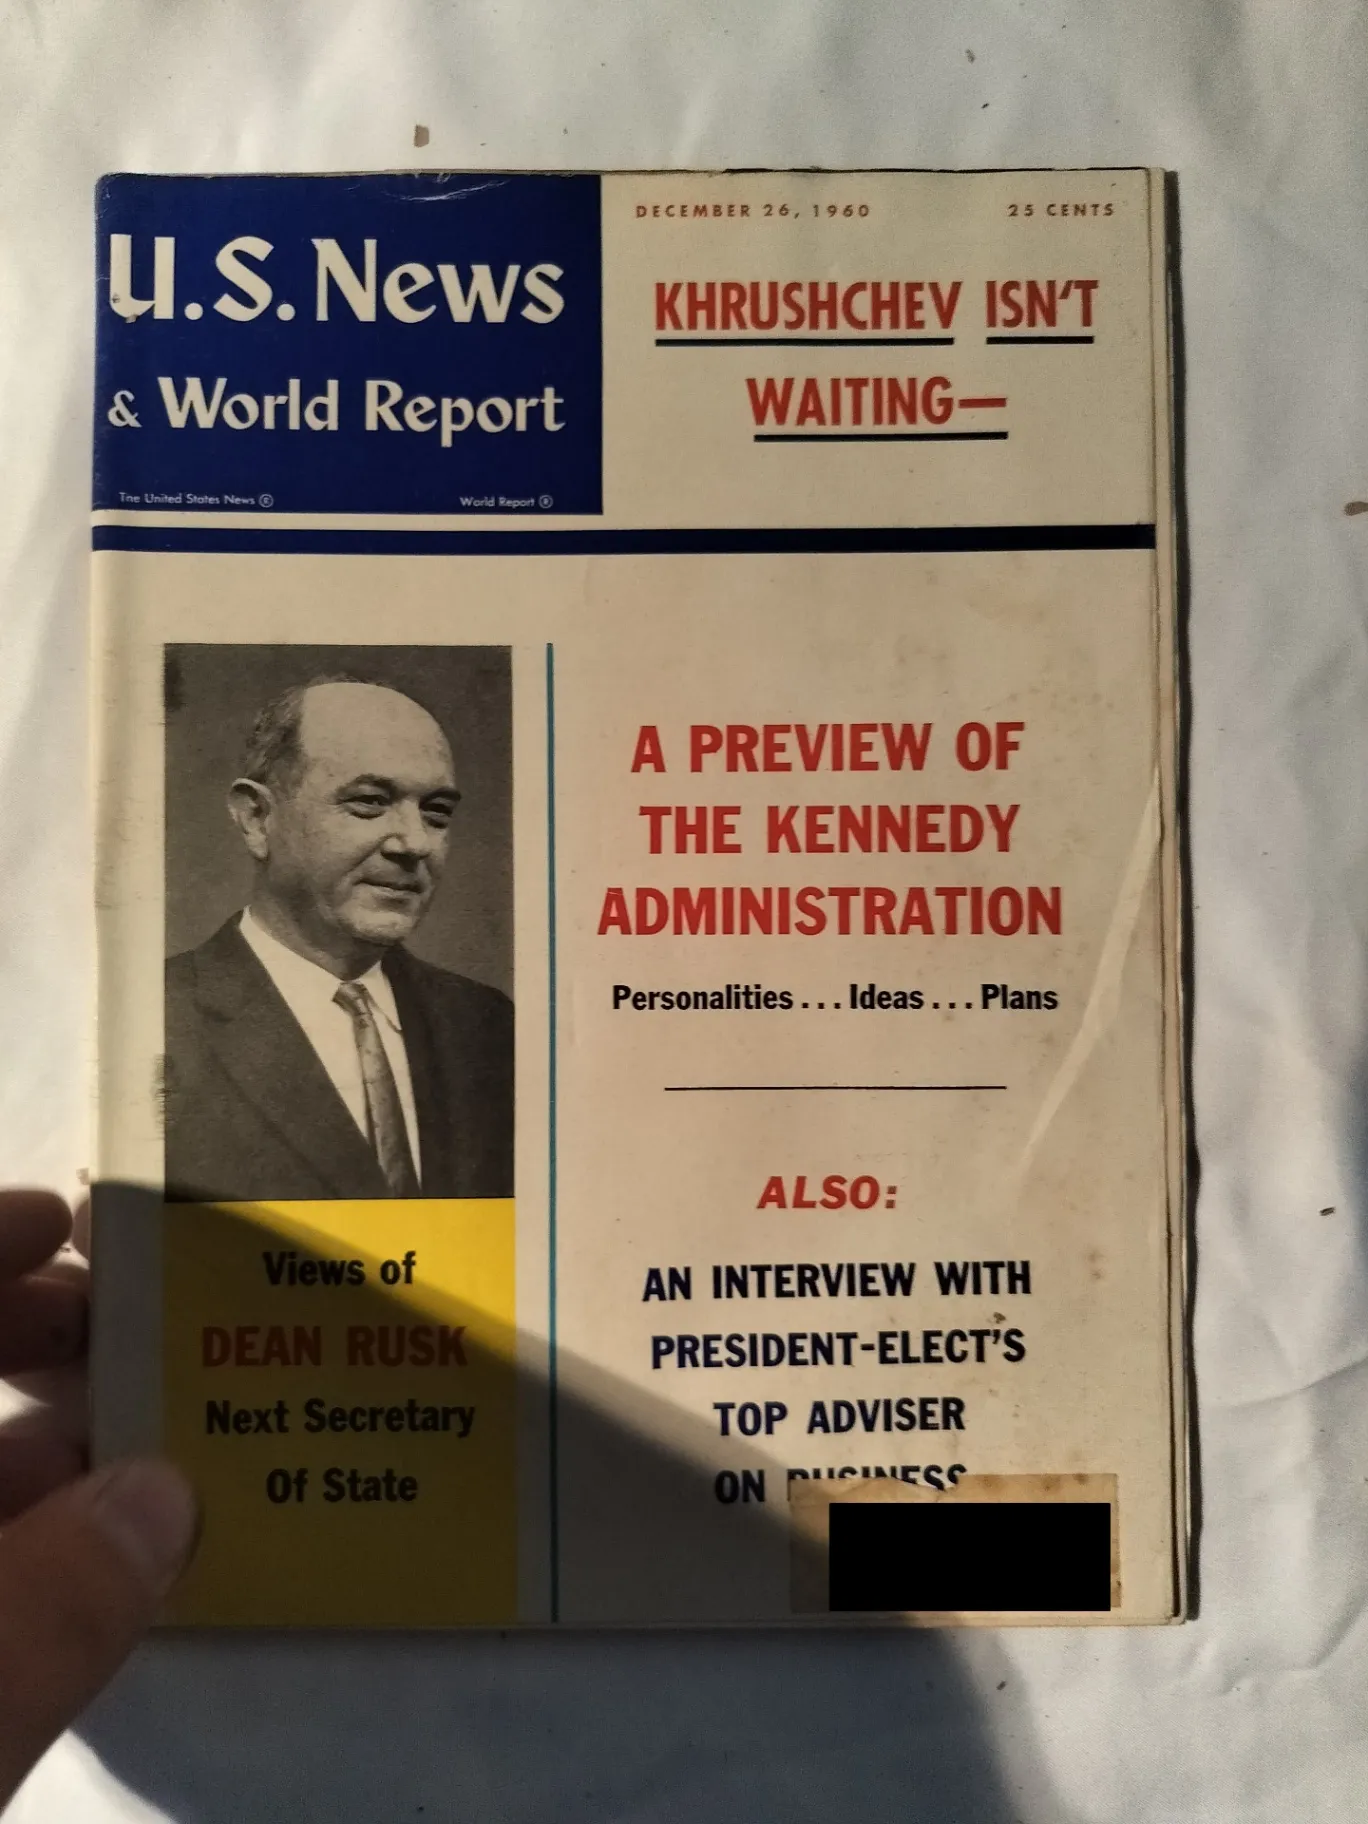 U.S. News
& World Report
The United States News ®
World Report ®
DECEMBER 26, 1960
25 CENTS
KHRUSHCHEV ISN'T
WAITING—
A PREVIEW OF
THE KENNEDY
ADMINISTRATION
Personalities . . . Ideas . . . Plans
ALSO:
AN INTERVIEW WITH
PRESIDENT-ELECT'S
TOP ADVISER
ON BUSINESS
Views of
DEAN RUSK
Next Secretary
Of State